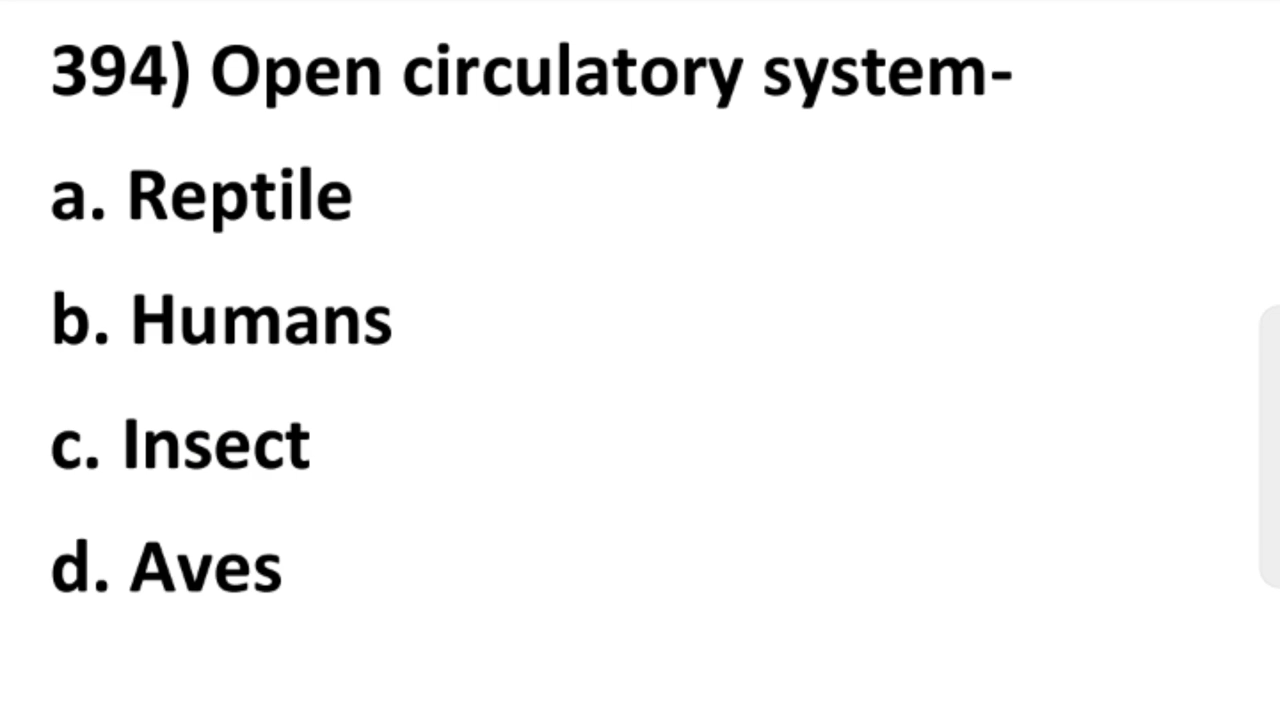 394) Open circulatory system-
a. Reptile
b. Humans
c. Insect
d. Aves